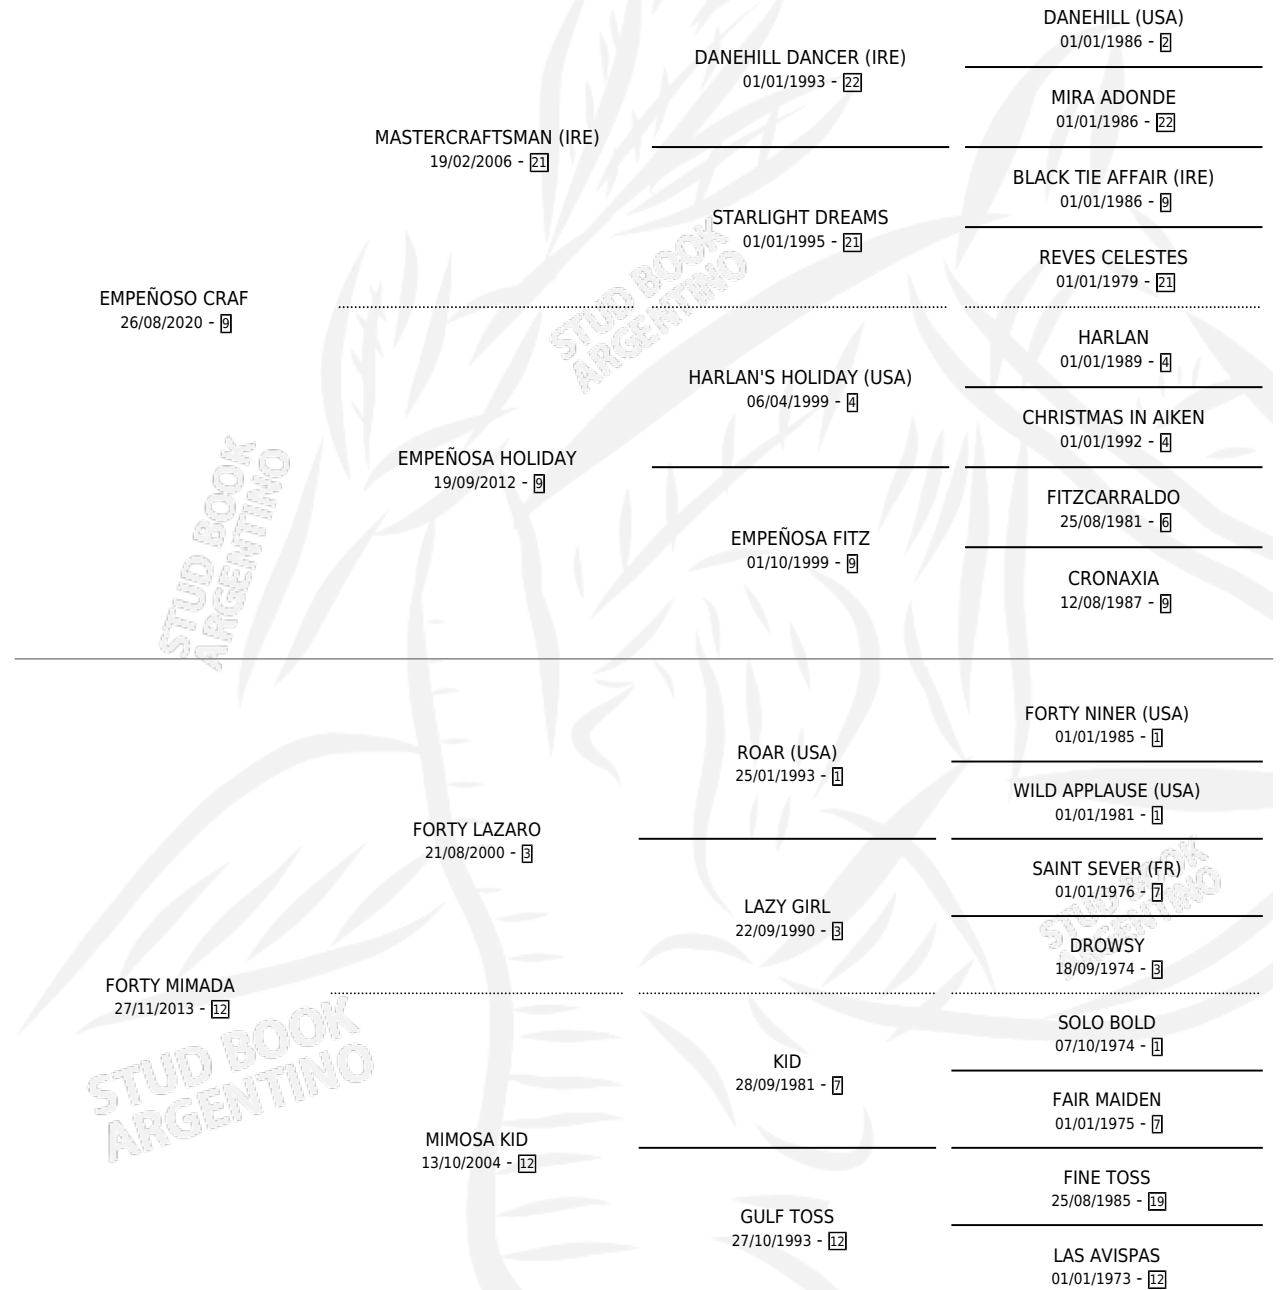 DANEHILL (USA)
01/01/1986 - 2
DANEHILL DANCER (IRE)
01/01/1993 - 22
MIRA ADONDE
01/01/1986 - 22
MASTERCRAFTSMAN (IRE)
19/02/2006 - 21
BLACK TIE AFFAIR (IRE)
01/01/1986 - 9
STARLIGHT DREAMS
01/01/1995 - 21
REVES CELESTES
01/01/1979 - 21
EMPEÑOSO CRAF
26/08/2020 - 9
HARLAN
01/01/1989 - 4
HARLAN'S HOLIDAY (USA)
06/04/1999 - 4
CHRISTMAS IN AIKEN
01/01/1992 - 4
EMPEÑOSA HOLIDAY
19/09/2012 - 9
FITZCARRALDO
25/08/1981 - 6
EMPEÑOSA FITZ
01/10/1999 - 9
CRONAXIA
12/08/1987 - 9
STUD BOOK
ARGENTINO
STUD BOOK
ARGENTINO
FORTY NINER (USA)
01/01/1985 - 1
ROAR (USA)
25/01/1993 - 1
WILD APPLAUSE (USA)
01/01/1981 - 1
FORTY LAZARO
21/08/2000 - 3
SAINT SEVER (FR)
01/01/1976 - 7
LAZY GIRL
22/09/1990 - 3
DROWSY
18/09/1974 - 3
STUD BOOK
ARGENTINO
FORTY MIMADA
27/11/2013 - 12
SOLO BOLD
07/10/1974 - 1
KID
28/09/1981 - 7
FAIR MAIDEN
01/01/1975 - 7
STUD BOOK
ARGENTINO
MIMOSA KID
13/10/2004 - 12
FINE TOSS
25/08/1985 - 19
GULF TOSS
27/10/1993 - 12
LAS AVISPAS
01/01/1973 - 12